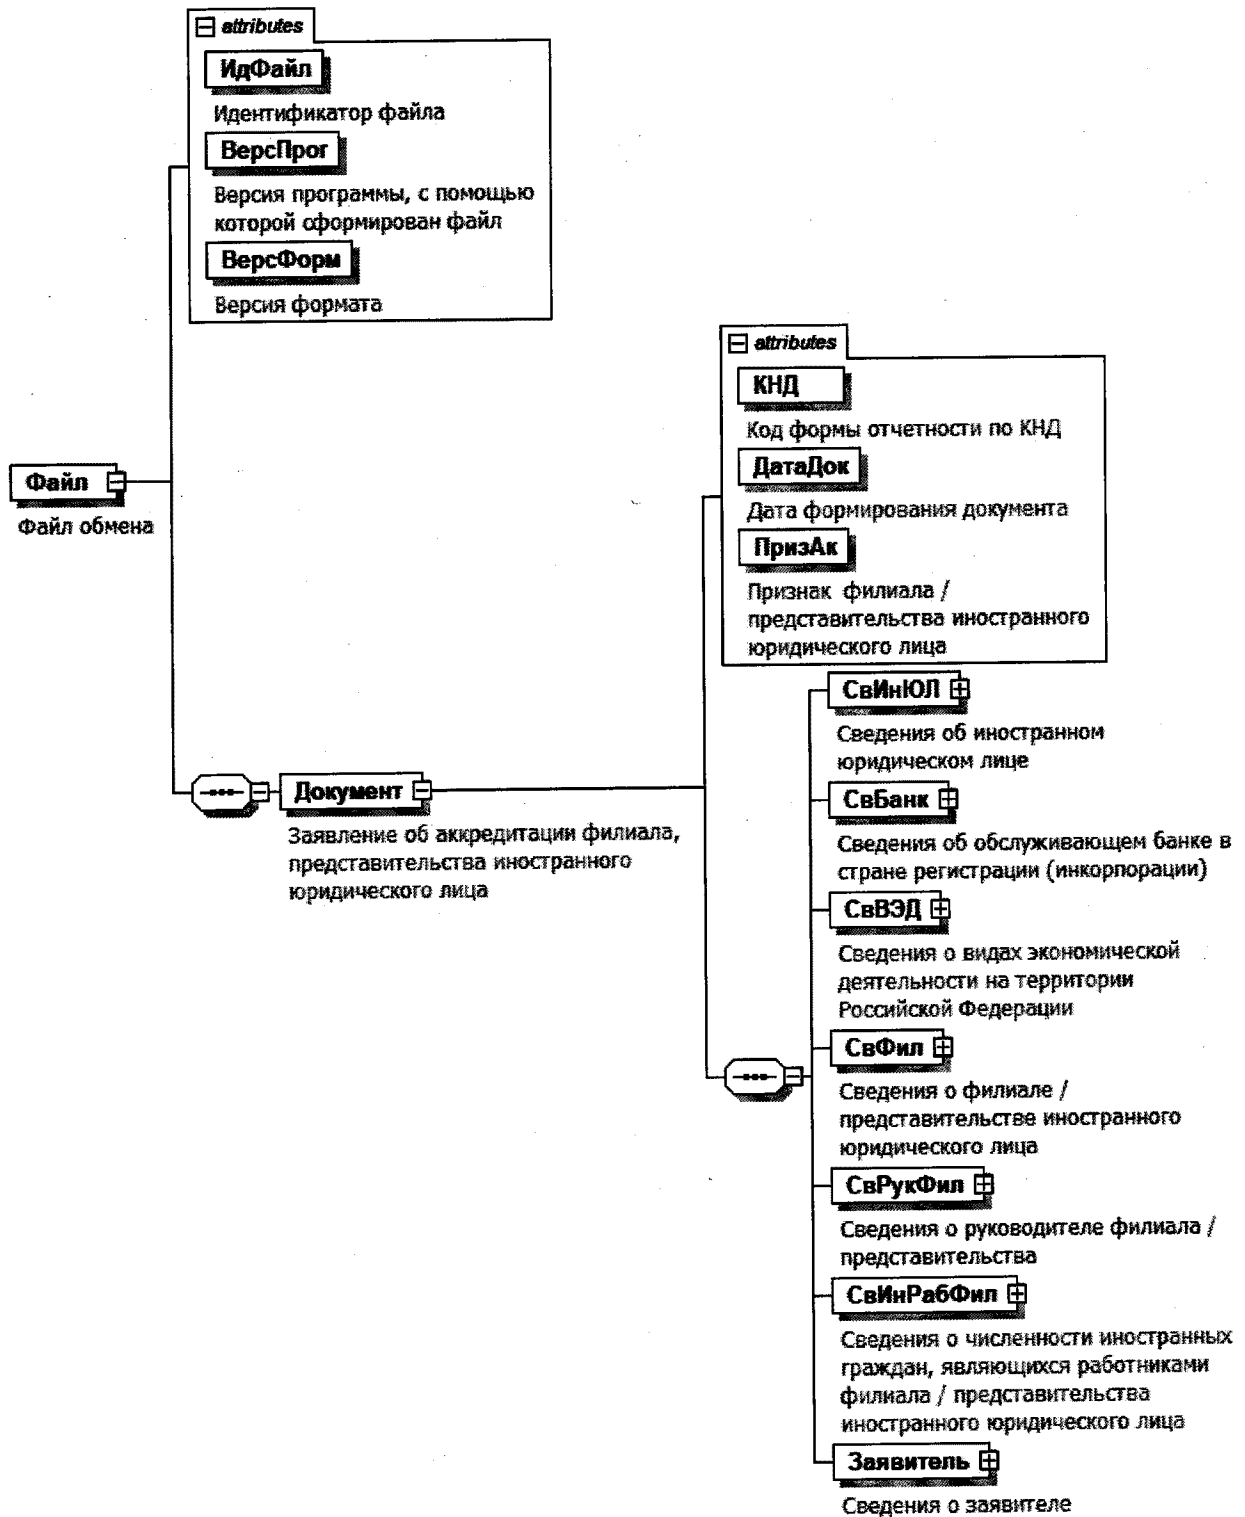 attributes
ИдФайл
Идентификатор файла
ВерсПрог
Версия программы, с помощью
которой сформирован файл
ВерсФорм
Версия формата
Файл
Файл обмена
Документ
Заявление об аккредитации филиала,
представительства иностранного
юридического лица
attributes
КНД
Код формы отчетности по КНД
ДатаДок
Дата формирования документа
ПризАк
Признак филиала /
представительства иностранного
юридического лица
СвИнЮЛ
Сведения об иностранном
юридическом лице
СвБанк
Сведения об обслуживающем банке в
стране регистрации (инкорпорации)
СвВЭД
Сведения о видах экономической
деятельности на территории
Российской Федерации
СвФил
Сведения о филиале /
представительстве иностранного
юридического лица
СвРукФил
Сведения о руководителе филиала /
представительства
СвИнРабФил
Сведения о численности иностранных
граждан, являющихся работниками
филиала / представительства
иностранного юридического лица
Заявитель
Сведения о заявителе